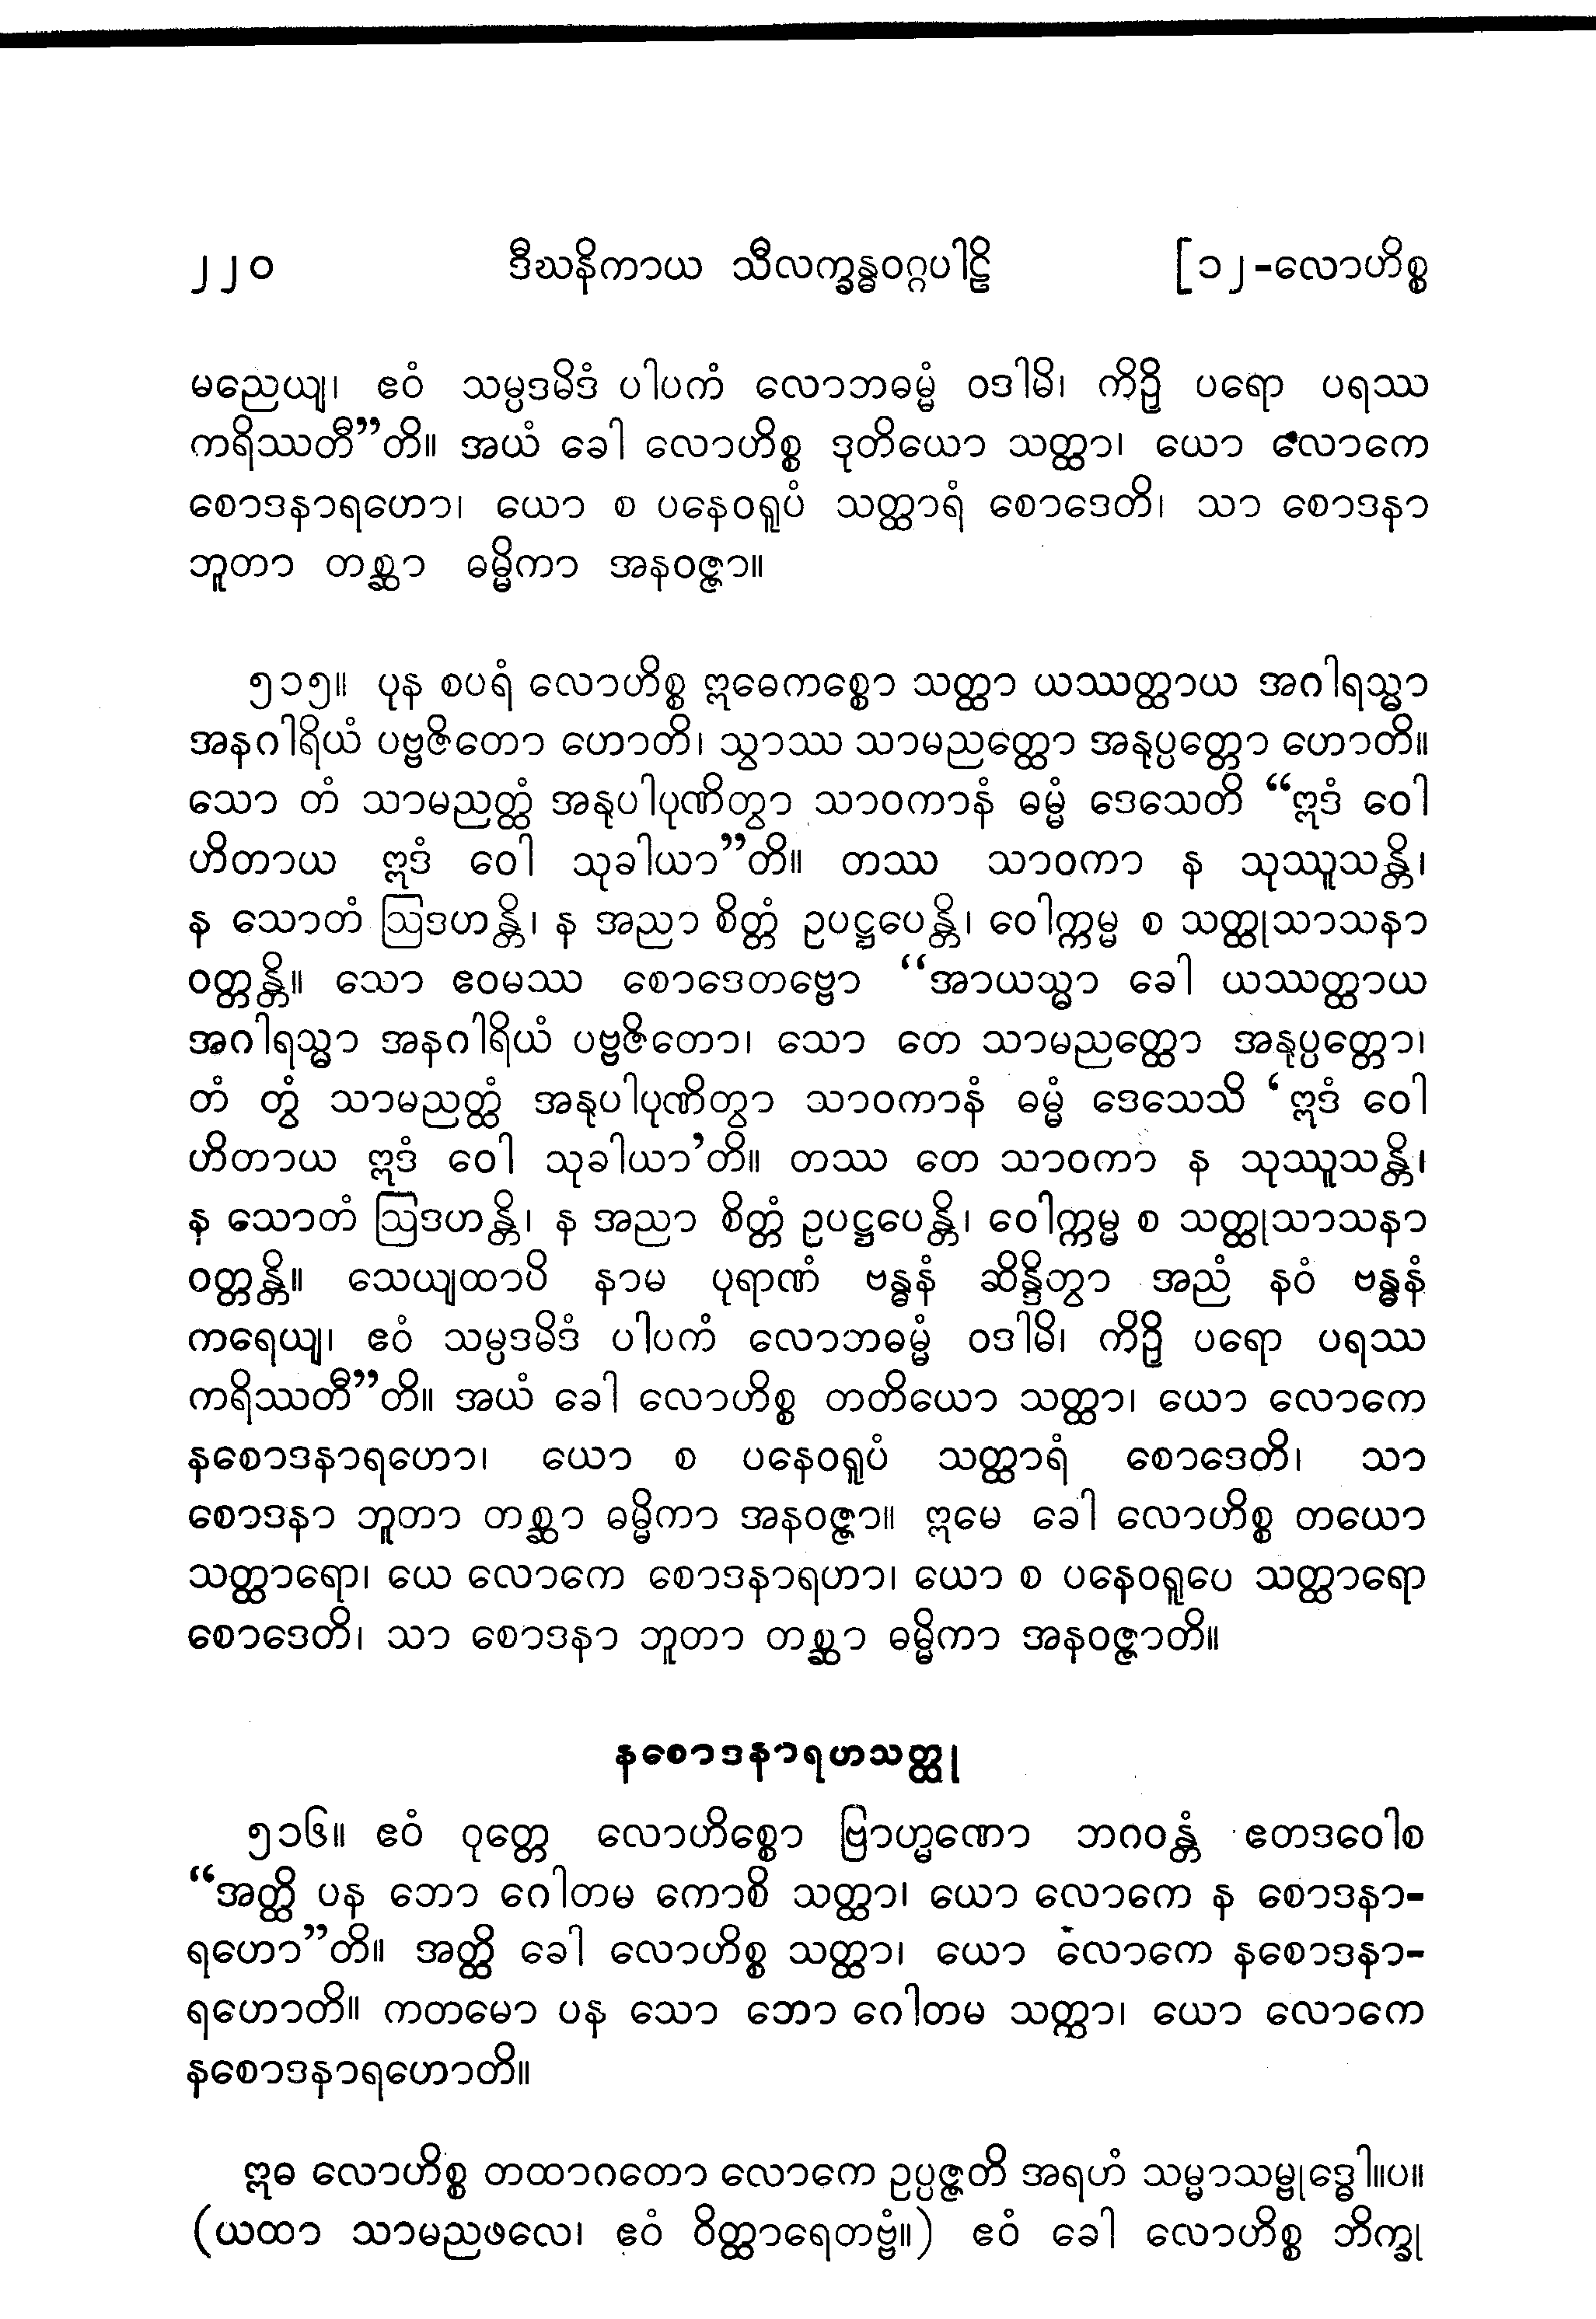 ၂၂၀ ဒီဃနိကာယ သီလက္ခန္ဓဝဂ္ဂပါဠိ [၁၂-လောဟိစ္စ
မညေယျ၊ ဧဝံ သမ္ပဒမိဒံ ပါပကံ လောဘဓမ္မံ ဝဒါမိ၊ ကိဉှိ ပရော ပရဿ
ကရိဿတီ”တိ။ အယံ ခေါ လောဟိစ္စ ဒုတိယော သတ္ထာ၊ ယော လောကေ
စောဒနာရဟော၊ ယော စ ပနေဝရူပံ သတ္ထာရံ စောဒေတိ၊ သာ စောဒနာ
ဘူတာ တစ္ဆာ ဓမ္မိကာ အနဝဇ္ဇာ။
၅၁၅။ ပုန စပရံ လောဟိစ္စ ဣဓေကစ္စော သတ္ထာ ယဿတ္ထာယ အဂါရသ္မာ
အနဂါရိယံ ပဗ္ဗဇိတော ဟောတိ၊ သွာဿ သာမညတ္ထော အနုပ္ပတ္တော ဟောတိ။
သော တံ သာမညတ္ထံ အနုပါပုဏိတွာ သာဝကာနံ ဓမ္မံ ဒေသေတိ “ဣဒံ ဝေါ
ဟိတာယ ဣဒံ ဝေါ သုခါယာ”တိ။ တဿ သာဝကာ န သုဿူသန္တိ၊
န သောတံ ဩဒဟန္တိ၊ န အညာ စိတ္တံ ဥပဋ္ဌပေန္တိ၊ ဝေါက္ကမ္မ စ သတ္ထုသာသနာ
ဝတ္တန္တိ။ သော ဧဝမဿ စောဒေတဗ္ဗော “အာယသ္မာ ခေါ ယဿတ္ထာယ
အဂါရသ္မာ အနဂါရိယံ ပဗ္ဗဇိတော၊ သော တေ သာမညတ္ထော အနုပ္ပတ္တော၊
တံ တွံ သာမညတ္ထံ အနုပါပုဏိတွာ သာဝကာနံ ဓမ္မံ ဒေသေသိ ‘ဣဒံ ဝေါ
ဟိတာယ ဣဒံ ဝေါ သုခါယာ’တိ။ တဿ တေ သာဝကာ န သုဿူသန္တိ၊
န သောတံ ဩဒဟန္တိ၊ န အညာ စိတ္တံ ဥပဋ္ဌပေန္တိ၊ ဝေါက္ကမ္မ စ သတ္ထုသာသနာ
ဝတ္တန္တိ။ သေယျထာပိ နာမ ပုရာဏံ ဗန္ဓနံ ဆိန္ဒိတွာ အညံ နဝံ ဗန္ဓနံ
ကရေယျ၊ ဧဝံ သမ္ပဒမိဒံ ပါပကံ လောဘဓမ္မံ ဝဒါမိ၊ ကိဉှိ ပရော ပရဿ
ကရိဿတီ”တိ။ အယံ ခေါ လောဟိစ္စ တတိယော သတ္ထာ၊ ယော လောကေ
နစောဒနာရဟော၊ ယော စ ပနေဝရူပံ သတ္ထာရံ စောဒေတိ၊ သာ
စောဒနာ ဘူတာ တစ္ဆာ ဓမ္မိကာ အနဝဇ္ဇာ။ ဣမေ ခေါ လောဟိစ္စ တယော
သတ္ထာရော၊ ယေ လောကေ စောဒနာရဟာ၊ ယော စ ပနေဝရူပေ သတ္ထာရော
စောဒေတိ၊ သာ စောဒနာ ဘူတာ တစ္ဆာ ဓမ္မိကာ အနဝဇ္ဇာတိ။
နစောဒနာရဟသတ္ထု
၅၁၆။ ဧဝံ ဝုတ္တေ လောဟိစ္စော ဗြာဟ္မဏော ဘဂဝန္တံ ဧတဒဝေါစ
“အတ္ထိ ပန ဘော ဂေါတမ ကောစိ သတ္ထာ၊ ယော လောကေ န စောဒနာ-
ရဟော”တိ။ အတ္ထိ ခေါ လောဟိစ္စ သတ္ထာ၊ ယော လောကေ နစောဒနာ-
ရဟောတိ။ ကတမော ပန သော ဘော ဂေါတမ သတ္ထာ၊ ယော လောကေ
နစောဒနာရဟောတိ။
ဣဓ လောဟိစ္စ တထာဂတော လောကေ ဥပ္ပဇ္ဇတိ အရဟံ သမ္မာသမ္ဗုဒ္ဓေါ။ပ။
(ယထာ သာမညဖလေ၊ ဧဝံ ဝိတ္ထာရေတဗ္ဗံ။) ဧဝံ ခေါ လောဟိစ္စ ဘိက္ခု